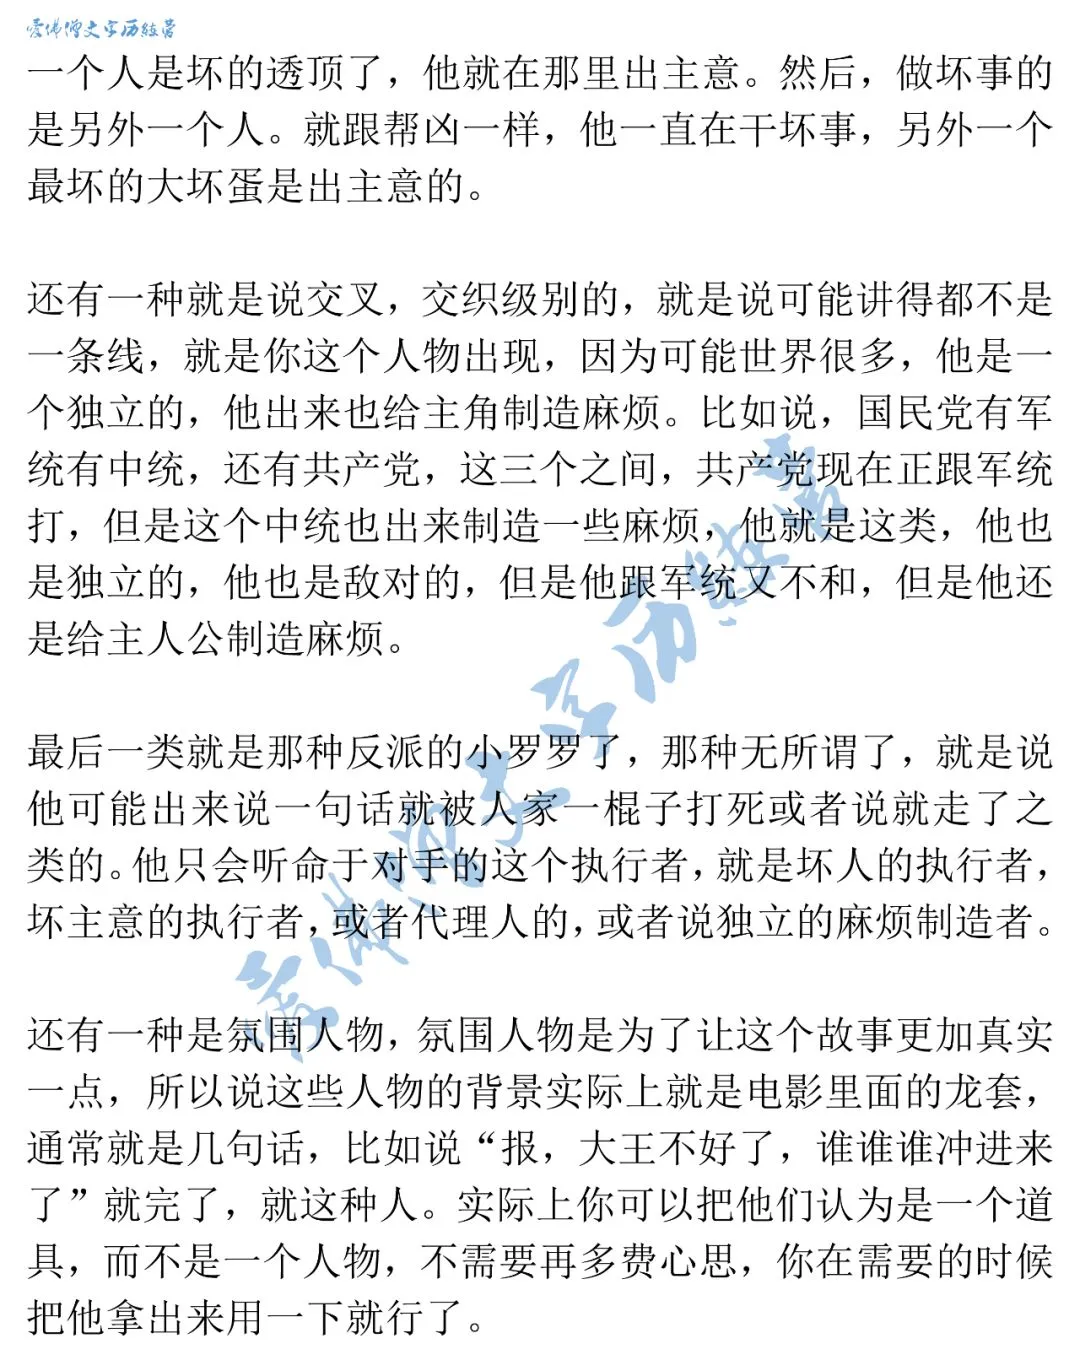 爱佛僧文字历练营
一个人是坏的透顶了，他就在那里出主意。然后，做坏事的
是另外一个人。就跟帮凶一样，他一直在干坏事，另外一个
最坏的大坏蛋是出主意的。
还有一种就是说交叉，交织级别的，就是说可能讲得都不是
一条线，就是你这个人物出现，因为可能世界很多，他是一
个独立的，他出来也给主角制造麻烦。比如说，国民党有军
统有中统，还有共产党，这三个之间，共产党现在正跟军统
打，但是这个中统也出来制造一些麻烦，他就是这类，他也
是独立的，他也是敌对的，但是他跟军统又不和，但是他还
是给主人公制造麻烦。
最后一类就是那种反派的小罗罗了，那种无所谓了，就是说
他可能出来说一句话就被人家一棍子打死或者说就走了之
类的。他只会听命于对手的这个执行者，就是坏人的执行者，
坏主意的执行者，或者代理人的，或者说独立的麻烦制造者。
还有一种是氛围人物，氛围人物是为了让这个故事更加真实
一点，所以说这些人物的背景实际上就是电影里面的龙套，
通常就是几句话，比如说“报，大王不好了，谁谁谁冲进来
了”就完了，就这种人。实际上你可以把他们认为是一个道
具，而不是一个人物，不需要再多费心思，你在需要的时候
把他拿出来用一下就行了。
爱佛僧文字历练营